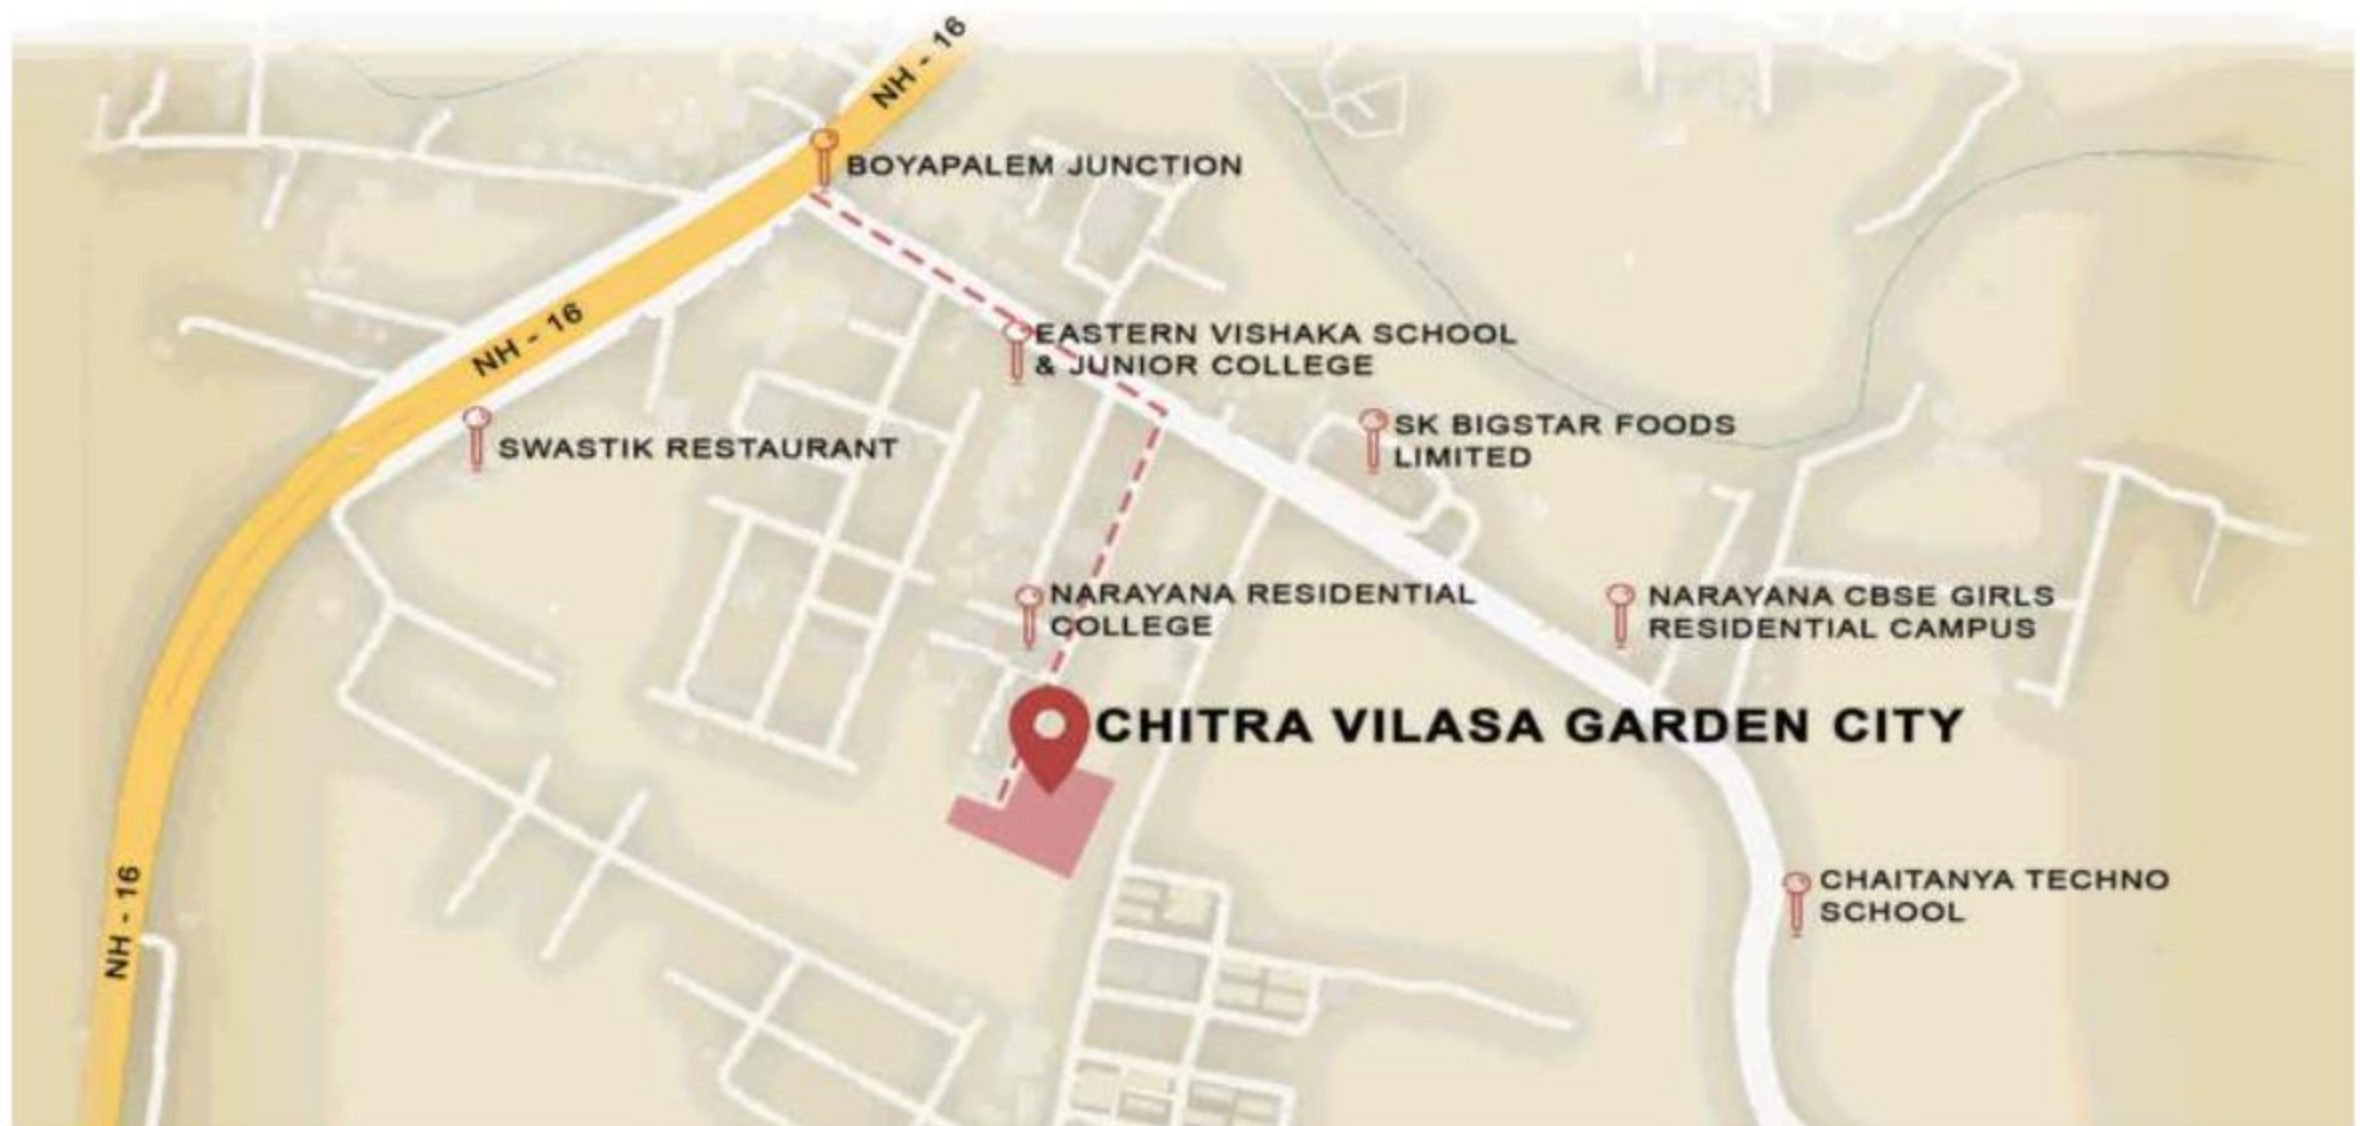 NH - 16
BOYAPALEM JUNCTION
NH - 16
EASTERN VISHAKA SCHOOL
& JUNIOR COLLEGE
SWASTIK RESTAURANT
SK BIGSTAR FOODS
LIMITED
NARAYANA RESIDENTIAL
COLLEGE
NARAYANA CBSE GIRLS
RESIDENTIAL CAMPUS
CHITRA VILASA GARDEN CITY
NH - 16
CHAITANYA TECHNO
SCHOOL